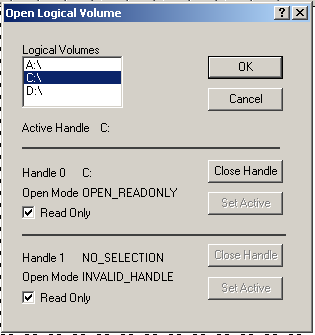 Open Logical Volume
Logical Volumes
A:\
C:\
D:\
OK
Cancel
Active Handle C:
Handle 0 C:
Close Handle
Open Mode OPEN_READONLY
Set Active
Read Only
Handle 1 NO_SELECTION
Close Handle
Open Mode INVALID_HANDLE
Set Active
Read Only